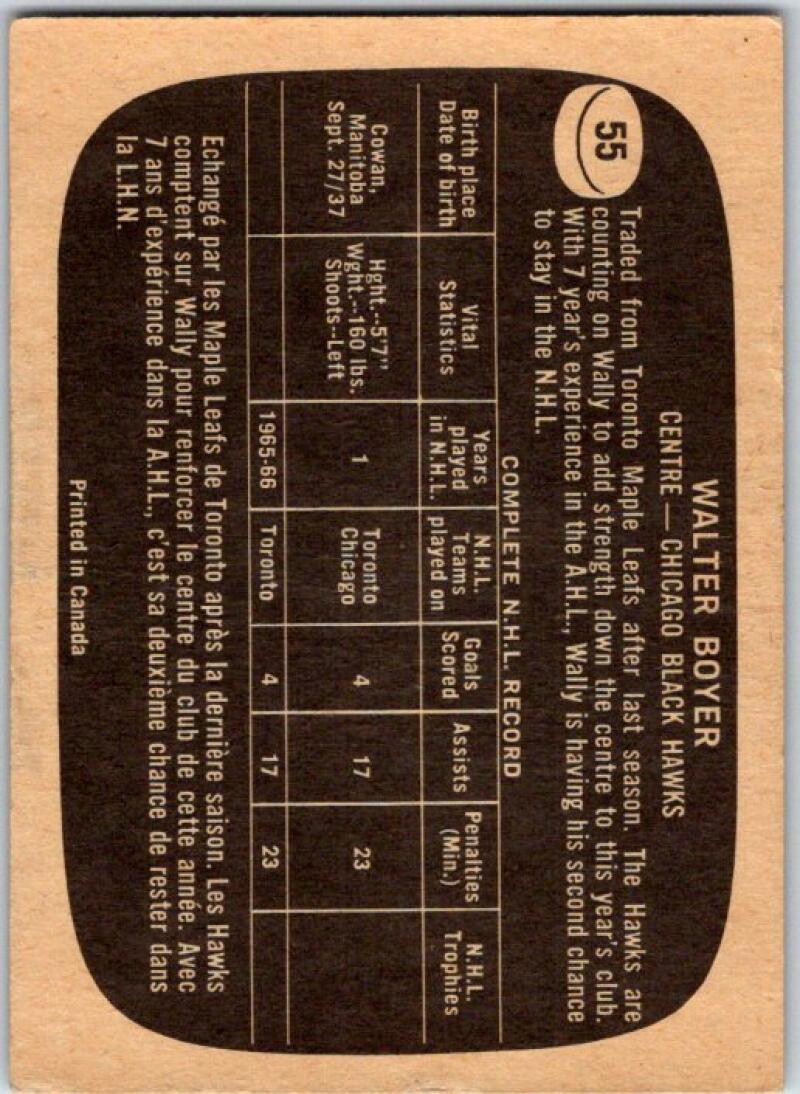 55
WALTER BOYER
CENTRE — CHICAGO BLACK HAWKS
Traded from Toronto Maple Leafs after last season. The Hawks are
counting on Wally to add strength down the centre to this year's club.
With 7 year's experience in the A.H.L., Wally is having his second chance
to stay in the N.H.L.
COMPLETE N.H.L. RECORD
Birth place
Date of birth
Vital
Statistics
Years
played
in N.H.L.
N.H.L.
Teams
played on
Goals
Scored
Assists
Penalties
(Min.)
N.H.L.
Trophies
Cowan,
Manitoba
Sept. 27/37
Hght.--5'7"
Wght.--160 lbs.
Shoots--Left
1
Toronto
Chicago
4
17
23
1965-66
Toronto
4
17
23
Echangé par les Maple Leafs de Toronto après la dernière saison. Les Hawks
comptent sur Wally pour renforcer le centre du club de cette année. Avec
7 ans d'expérience dans la A.H.L., c'est sa deuxième chance de rester dans
la L.H.N.
Printed in Canada